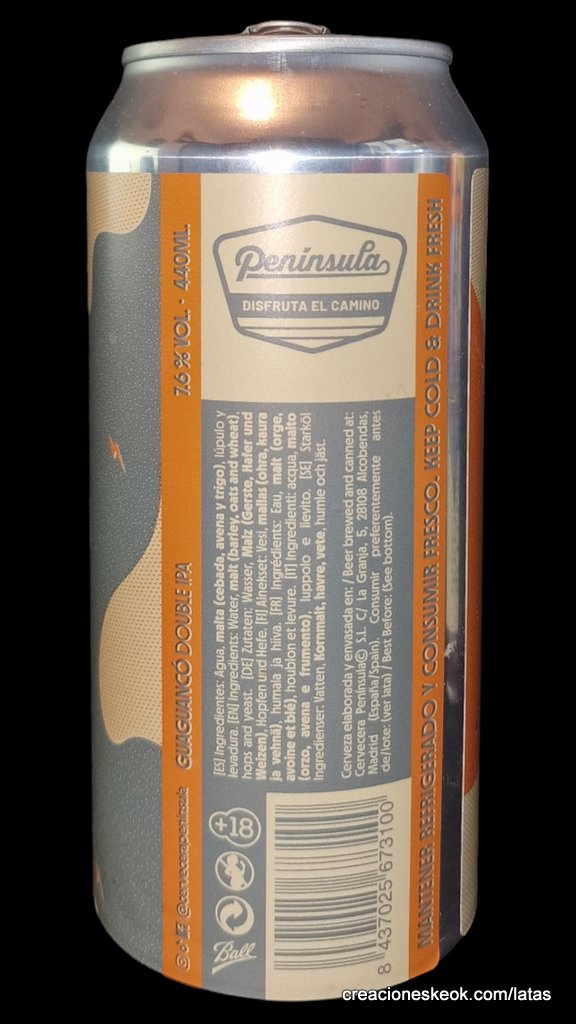 Península
DISFRUTA EL CAMINO
@cervecerapeninsula
GUAGUANCÓ DOUBLE IPA
7.6 % VOL. · 440ML.
[ES] Ingredientes: Agua, malta (cebada, avena y trigo), lúpulo y
levadura. [EN] Ingredients: Water, malt (barley, oats and wheat),
hops and yeast. [DE] Zutaten: Wasser, Malz (Gerste, Hafer und
Weizen), Hopfen und Hefe. [FI] Ainekset: Vesi, mallas (ohra, kaura
ja vehnä), humala ja hiiva. [FR] Ingrédients: Eau, malt (orge,
avoine et blé), houblon et levure. [IT] Ingredienti: acqua, malto
(orzo, avena e frumento), luppolo e lievito. [SE] Starköl
Ingredienser: Vatten, Kornmalt, havre, vete, humle och jäst.
Cerveza elaborada y envasada en: / Beer brewed and canned at:
Cervecera Península© S.L. C/ La Granja, 5, 28108 Alcobendas,
Madrid (España/Spain). Consumir preferentemente antes
de/lote: (ver lata) / Best Before: (See bottom).
Ball
+18
8 437025 673100
MANTENER REFRIGERADO Y CONSUMIR FRESCO. KEEP COLD & DRINK FRESH
creacioneskeok.com/latas